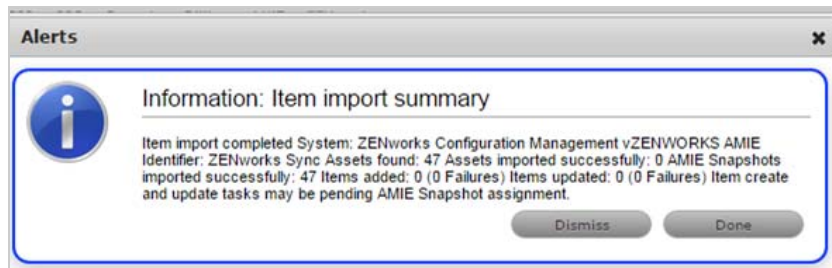 Alerts
Information: Item import summary
Item import completed System: ZENworks Configuration Management vZENWORKS AMIE
Identifier: ZENworks Sync Assets found: 47 Assets imported successfully: 0 AMIE Snapshots
imported successfully: 47 Items added: 0 (0 Failures) Items updated: 0 (0 Failures) Item create
and update tasks may be pending AMIE Snapshot assignment.
Dismiss Done